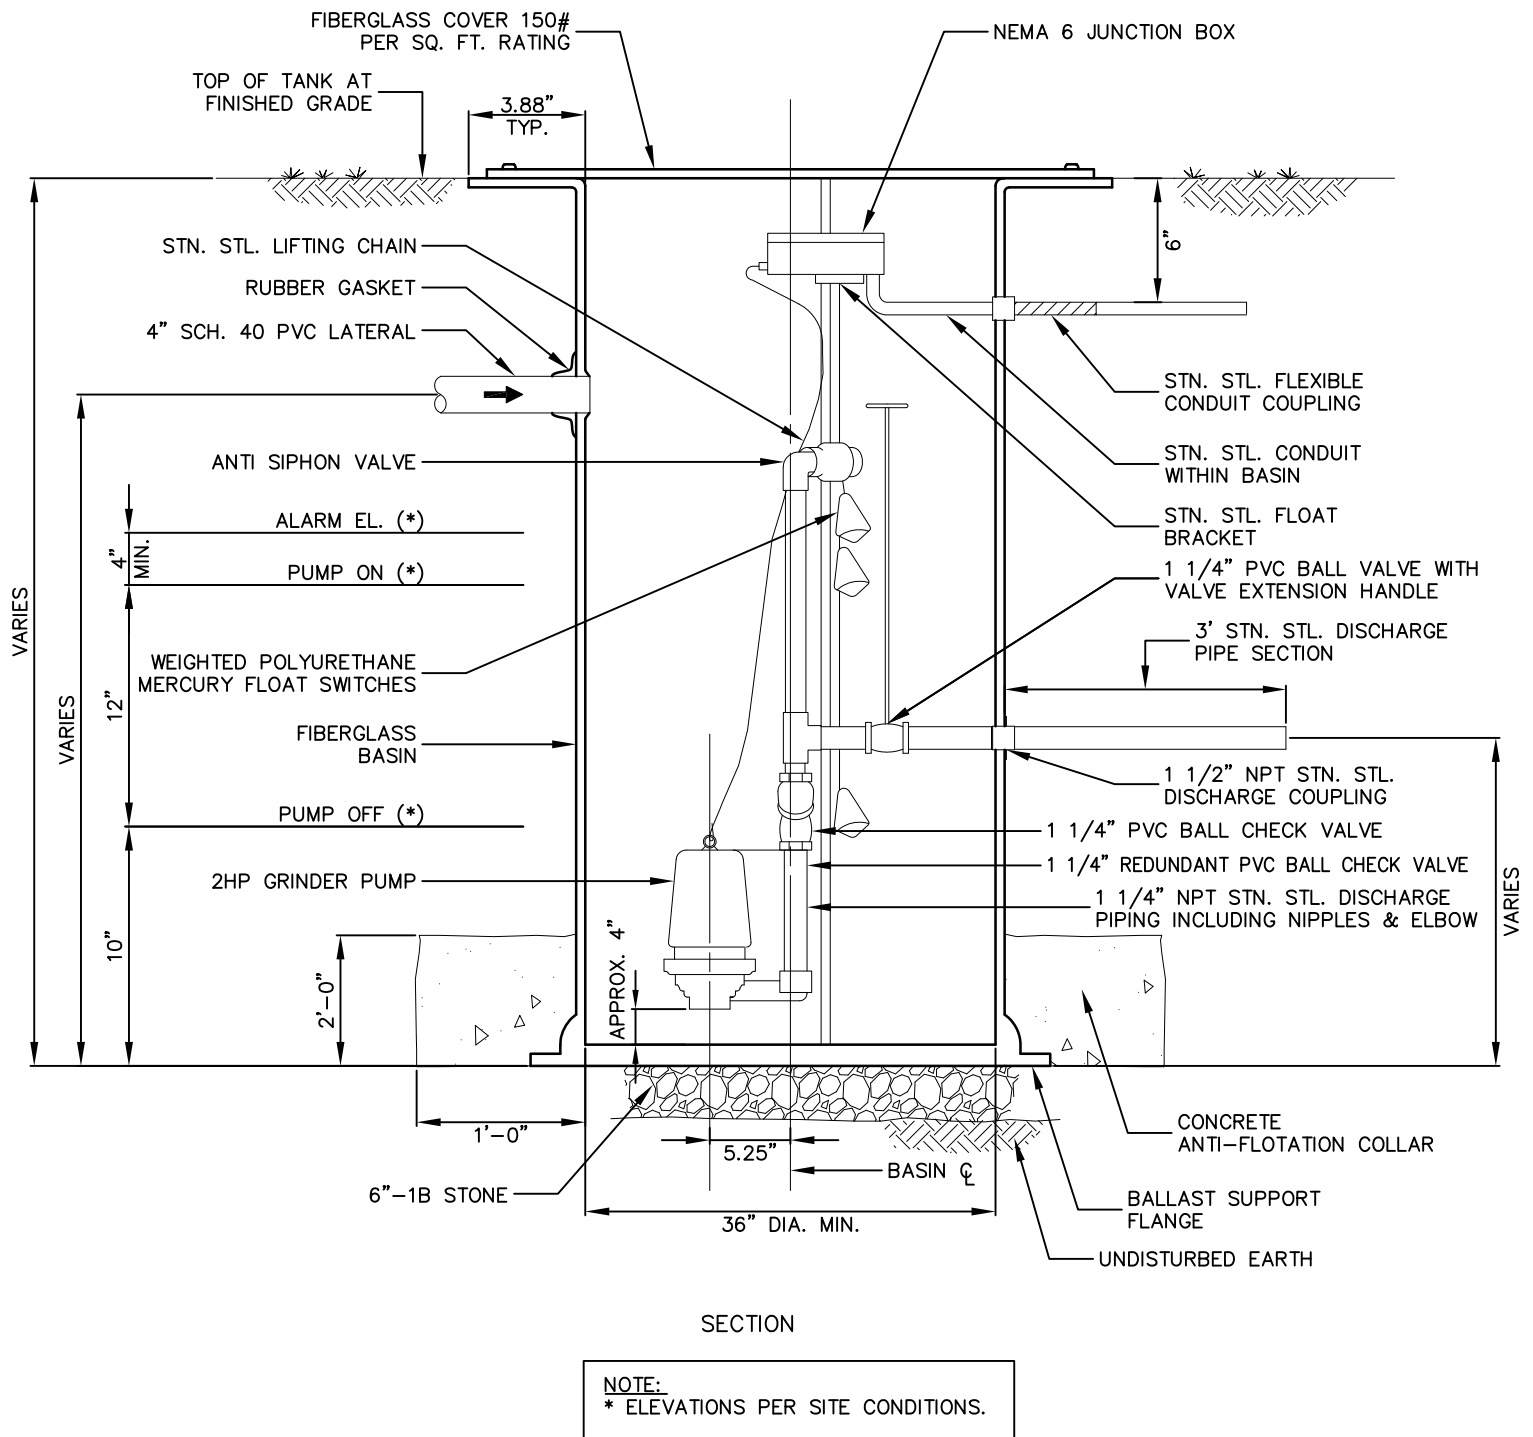 FIBERGLASS COVER 150#
PER SQ. FT. RATING
NEMA 6 JUNCTION BOX
TOP OF TANK AT
FINISHED GRADE
3.88"
TYP.
STN. STL. LIFTING CHAIN
6"
RUBBER GASKET
4" SCH. 40 PVC LATERAL
STN. STL. FLEXIBLE
CONDUIT COUPLING
ANTI SIPHON VALVE
STN. STL. CONDUIT
WITHIN BASIN
ALARM EL. (*)
STN. STL. FLOAT
BRACKET
4"
MIN.
PUMP ON (*)
1 1/4" PVC BALL VALVE WITH
VALVE EXTENSION HANDLE
VARIES
3' STN. STL. DISCHARGE
PIPE SECTION
WEIGHTED POLYURETHANE
MERCURY FLOAT SWITCHES
12"
VARIES
FIBERGLASS
BASIN
1 1/2" NPT STN. STL.
DISCHARGE COUPLING
PUMP OFF (*)
1 1/4" PVC BALL CHECK VALVE
1 1/4" REDUNDANT PVC BALL CHECK VALVE
2HP GRINDER PUMP
1 1/4" NPT STN. STL. DISCHARGE
PIPING INCLUDING NIPPLES & ELBOW
VARIES
10"
2'-0"
APPROX. 4"
1'-0"
CONCRETE
ANTI-FLOTATION COLLAR
5.25"
BASIN ℄
6"-1B STONE
BALLAST SUPPORT
FLANGE
36" DIA. MIN.
UNDISTURBED EARTH
SECTION
NOTE:
* ELEVATIONS PER SITE CONDITIONS.